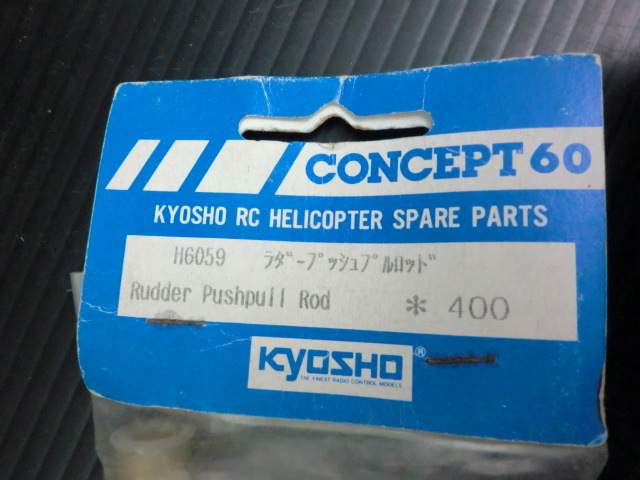 CONCEPT 60
KYOSHO RC HELICOPTER SPARE PARTS
H6059 ﾗﾀﾞｰﾌﾟｯｼｭﾌﾟﾙﾛｯﾄﾞ
Rudder Pushpull Rod * 400
KYOSHO®
THE FINEST RADIO CONTROL MODELS